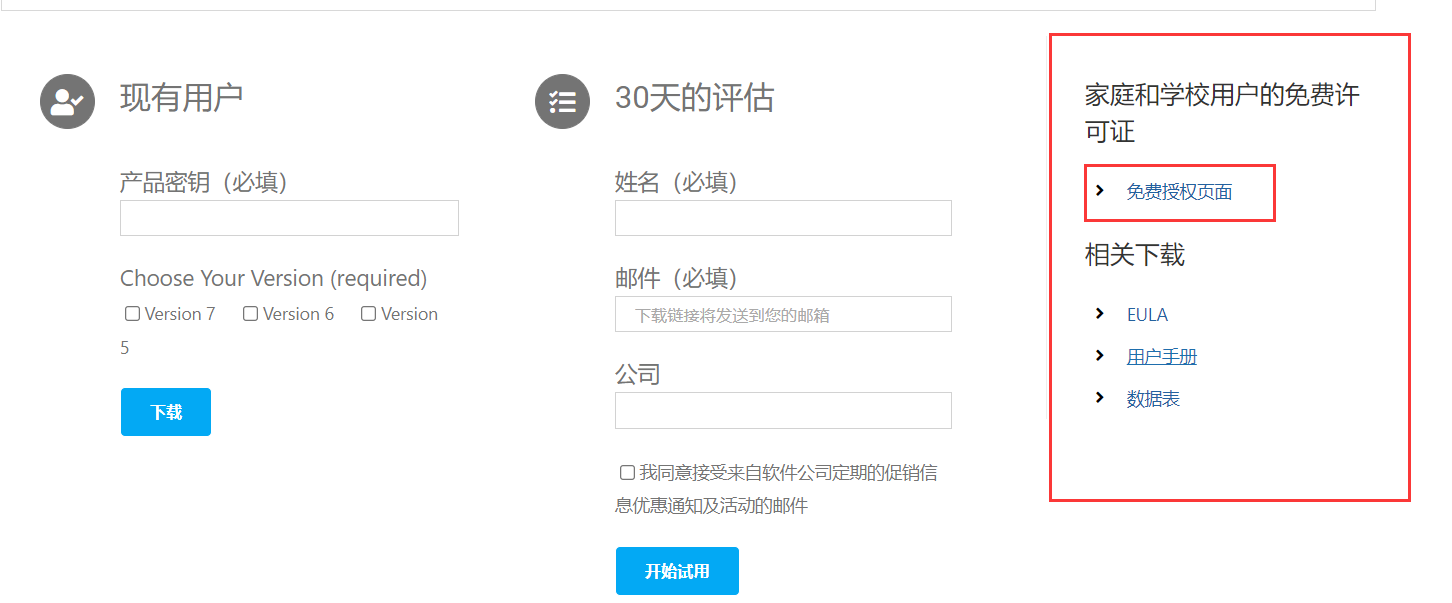 现有用户
产品密钥（必填）
Choose Your Version (required)
Version 7 Version 6 Version
5
下载
30天的评估
姓名（必填）
邮件（必填）
下载链接将发送到您的邮箱
公司
我同意接受来自软件公司定期的促销信
息优惠通知及活动的邮件
开始试用
家庭和学校用户的免费许
可证
免费授权页面
相关下载
EULA
用户手册
数据表